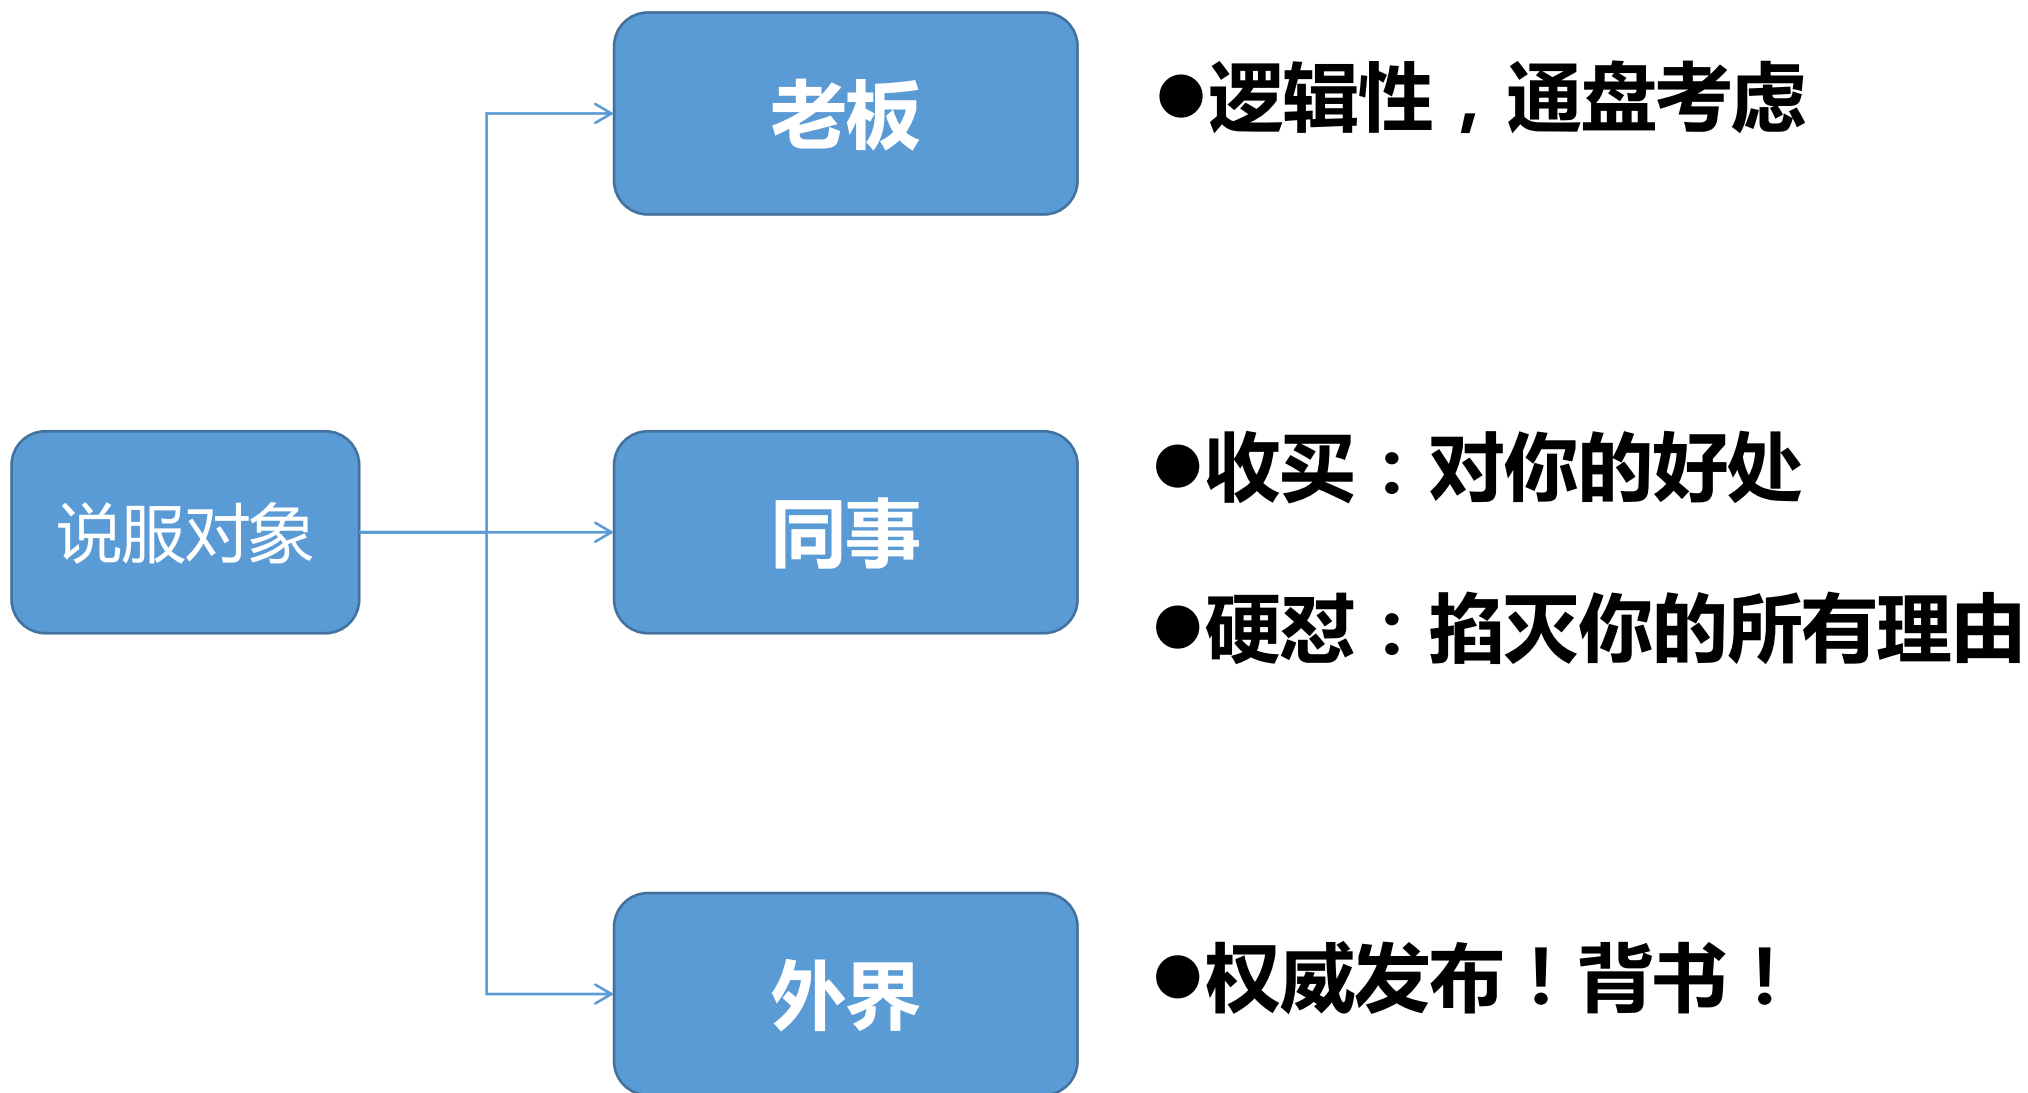 老板
●逻辑性，通盘考虑
说服对象
同事
●收买：对你的好处
●硬怼：掐灭你的所有理由
外界
●权威发布！背书！